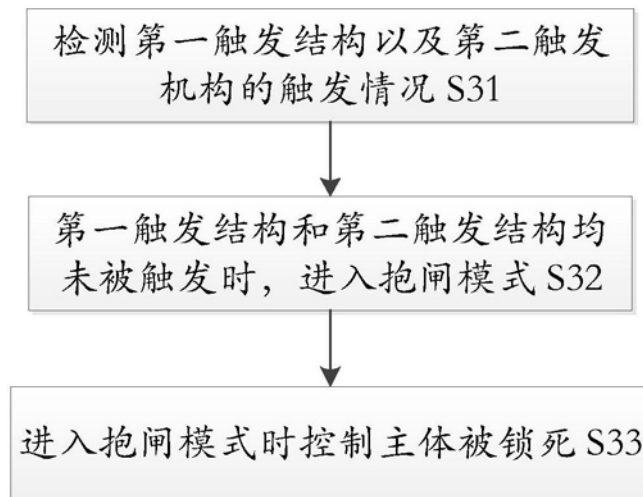 检测第一触发结构以及第二触发
机构的触发情况 S31
第一触发结构和第二触发结构均
未被触发时，进入抱闸模式 S32
进入抱闸模式时控制主体被锁死 S33